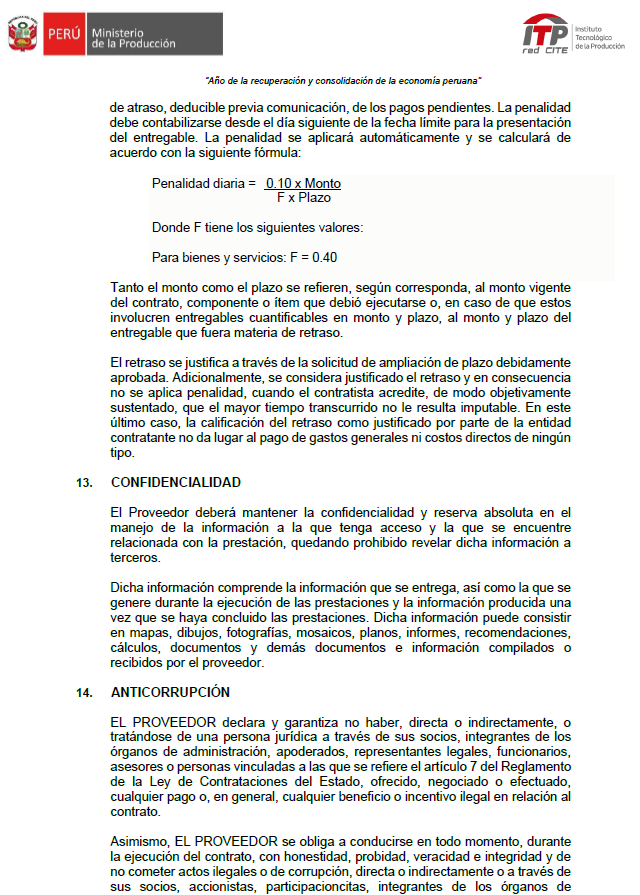 PERÚ
Ministerio
de la Producción
ITP
red CITE
Instituto
Tecnológico
de la Producción
"Año de la recuperación y consolidación de la economía peruana"
de atraso, deducible previa comunicación, de los pagos pendientes. La penalidad
debe contabilizarse desde el día siguiente de la fecha límite para la presentación
del entregable. La penalidad se aplicará automáticamente y se calculará de
acuerdo con la siguiente fórmula:
Penalidad diaria = 0.10 x Monto
F x Plazo
Donde F tiene los siguientes valores:
Para bienes y servicios: F = 0.40
Tanto el monto como el plazo se refieren, según corresponda, al monto vigente
del contrato, componente o ítem que debió ejecutarse o, en caso de que estos
involucren entregables cuantificables en monto y plazo, al monto y plazo del
entregable que fuera materia de retraso.
El retraso se justifica a través de la solicitud de ampliación de plazo debidamente
aprobada. Adicionalmente, se considera justificado el retraso y en consecuencia
no se aplica penalidad, cuando el contratista acredite, de modo objetivamente
sustentado, que el mayor tiempo transcurrido no le resulta imputable. En este
último caso, la calificación del retraso como justificado por parte de la entidad
contratante no da lugar al pago de gastos generales ni costos directos de ningún
tipo.
13. CONFIDENCIALIDAD
El Proveedor deberá mantener la confidencialidad y reserva absoluta en el
manejo de la información a la que tenga acceso y la que se encuentre
relacionada con la prestación, quedando prohibido revelar dicha información a
terceros.
Dicha información comprende la información que se entrega, así como la que se
genere durante la ejecución de las prestaciones y la información producida una
vez que se haya concluido las prestaciones. Dicha información puede consistir
en mapas, dibujos, fotografías, mosaicos, planos, informes, recomendaciones,
cálculos, documentos y demás documentos e información compilados o
recibidos por el proveedor.
14. ANTICORRUPCIÓN
EL PROVEEDOR declara y garantiza no haber, directa o indirectamente, o
tratándose de una persona jurídica a través de sus socios, integrantes de los
órganos de administración, apoderados, representantes legales, funcionarios,
asesores o personas vinculadas a las que se refiere el artículo 7 del Reglamento
de la Ley de Contrataciones del Estado, ofrecido, negociado o efectuado,
cualquier pago o, en general, cualquier beneficio o incentivo ilegal en relación al
contrato.
Asimismo, EL PROVEEDOR se obliga a conducirse en todo momento, durante
la ejecución del contrato, con honestidad, probidad, veracidad e integridad y de
no cometer actos ilegales o de corrupción, directa o indirectamente o a través de
sus socios, accionistas, participacioncitas, integrantes de los órganos de